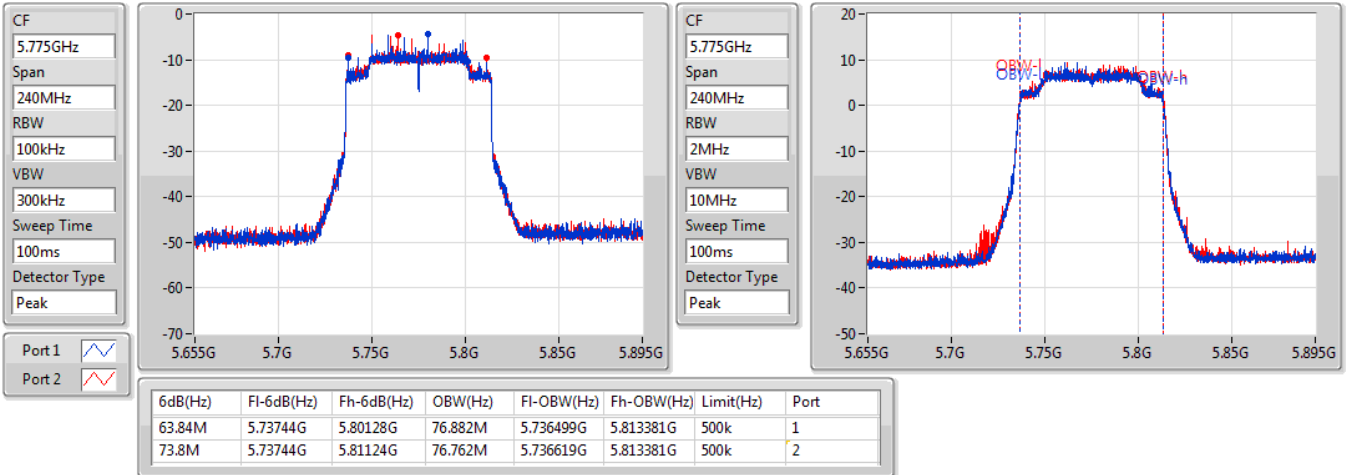 CF
5.775GHz
Span
240MHz
RBW
100kHz
VBW
300kHz
Sweep Time
100ms
Detector Type
Peak
Port 1
Port 2
0
-10
-20
-30
-40
-50
-60
-70
5.655G 5.7G 5.75G 5.8G 5.85G 5.895G
CF
5.775GHz
Span
240MHz
RBW
2MHz
VBW
10MHz
Sweep Time
100ms
Detector Type
Peak
20
10
0
-10
-20
-30
-40
-50
OBW-l
OBW-l
OBW-h
OBW-h
5.655G 5.7G 5.75G 5.8G 5.85G 5.895G
6dB(Hz) Fl-6dB(Hz) Fh-6dB(Hz) OBW(Hz) Fl-OBW(Hz) Fh-OBW(Hz) Limit(Hz) Port
63.84M 5.73744G 5.80128G 76.882M 5.736499G 5.813381G 500k 1
73.8M 5.73744G 5.81124G 76.762M 5.736619G 5.813381G 500k 2